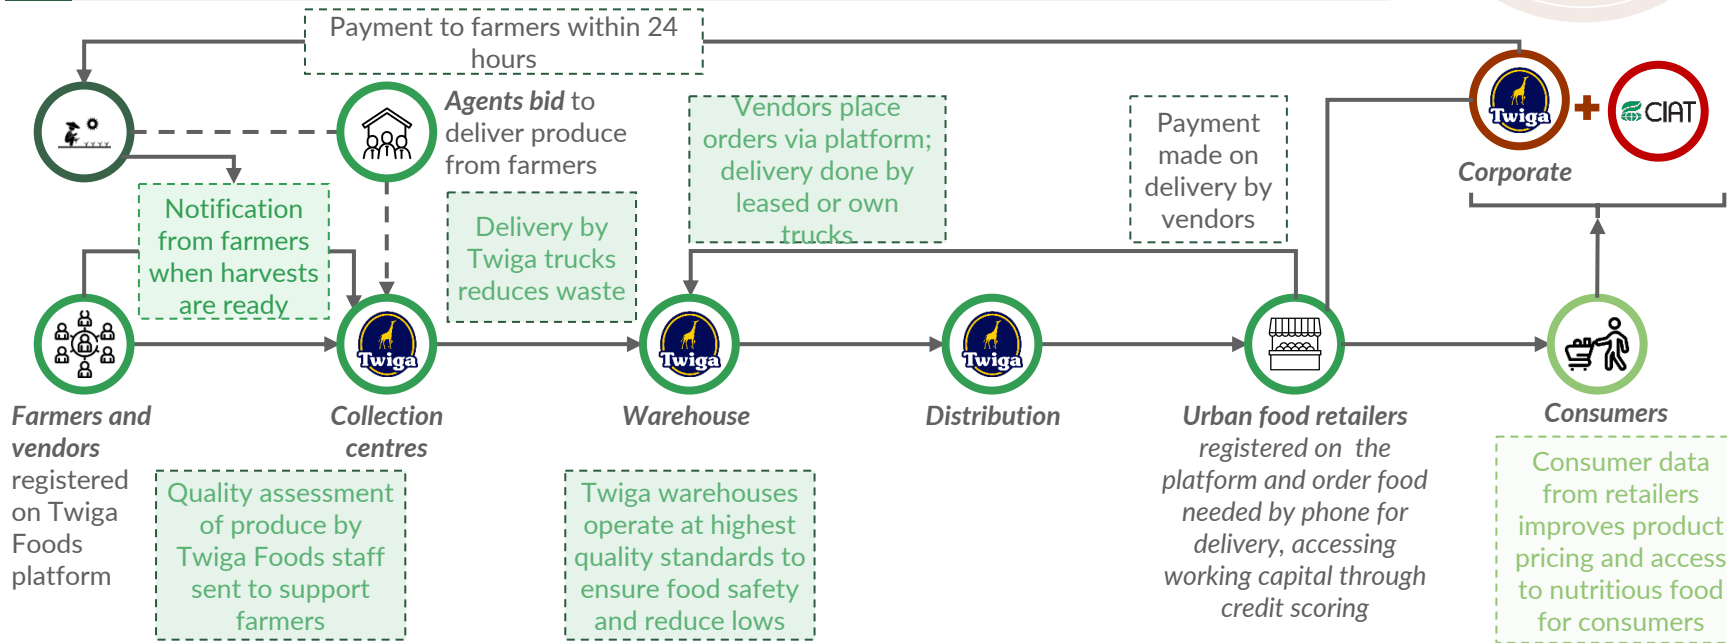 Payment to farmers within 24
hours
Agents bid to
deliver produce
from farmers
Vendors place
orders via platform;
delivery done by
leased or own
trucks
Payment
made on
delivery by
vendors
Twiga
CIAT
Corporate
Notification
from farmers
when harvests
are ready
Delivery by
Twiga trucks
reduces waste
Twiga
Twiga
Twiga
Farmers and
vendors
registered
on Twiga
Foods
platform
Collection
centres
Warehouse
Distribution
Urban food retailers
registered on the
platform and order food
needed by phone for
delivery, accessing
working capital through
credit scoring
Consumers
Quality assessment
of produce by
Twiga Foods staff
sent to support
farmers
Twiga warehouses
operate at highest
quality standards to
ensure food safety
and reduce lows
Consumer data
from retailers
improves product
pricing and access
to nutritious food
for consumers